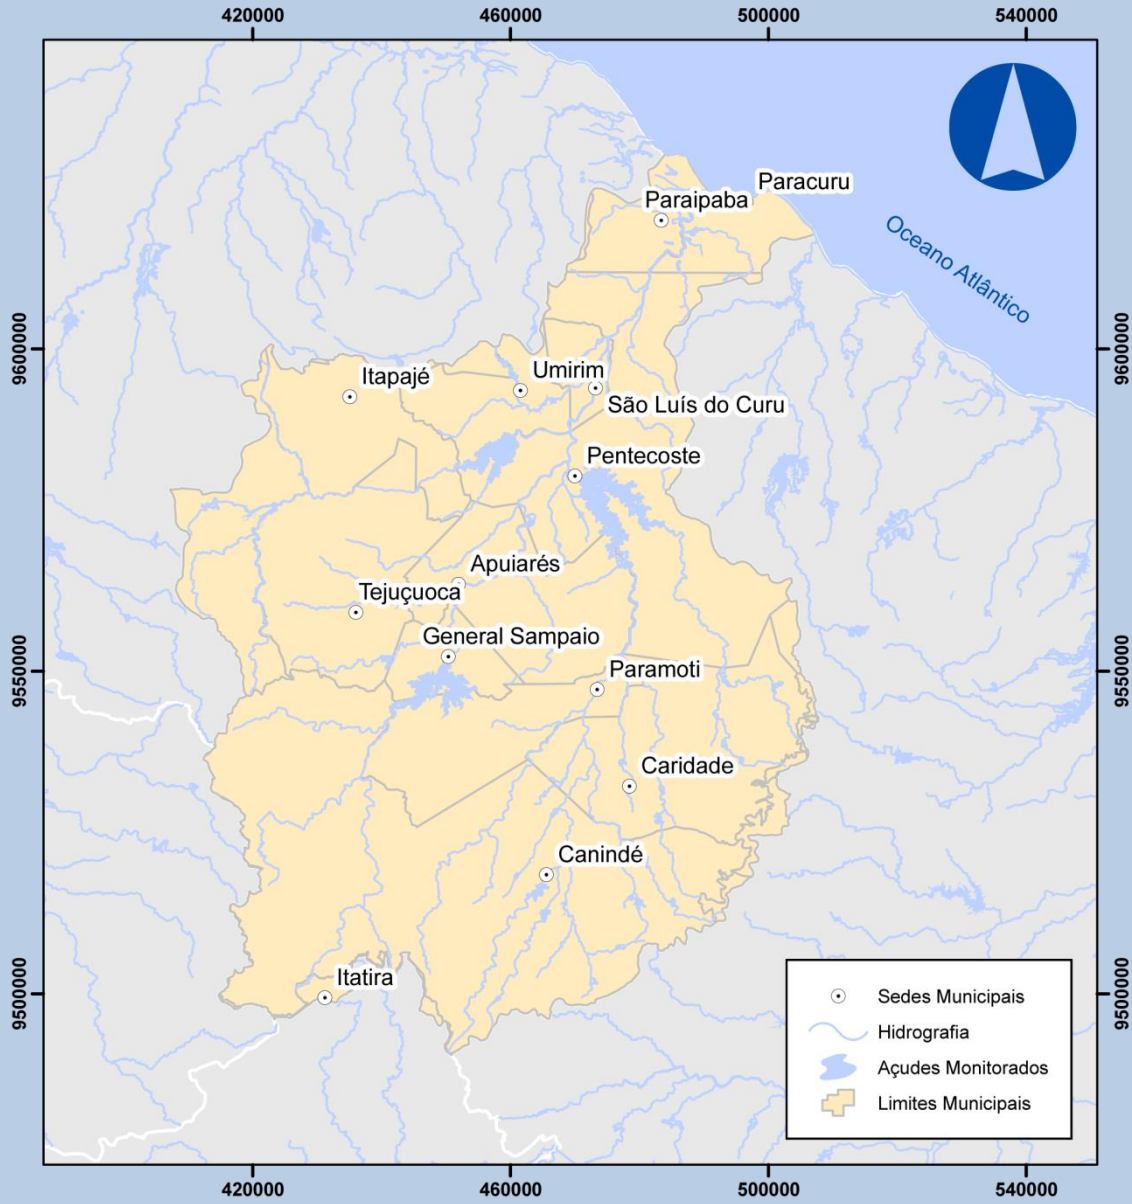 420000
460000
500000
540000
Paracuru
Paraipaba
Oceano Atlântico
9600000
9600000
Umirim
Itapajé
São Luís do Curu
Pentecoste
Apuiarés
Tejuçuoca
General Sampaio
9550000
Paramoti
9550000
Caridade
Canindé
Itatira
9500000
9500000
Sedes Municipais
Hidrografia
Açudes Monitorados
Limites Municipais
420000
460000
500000
540000